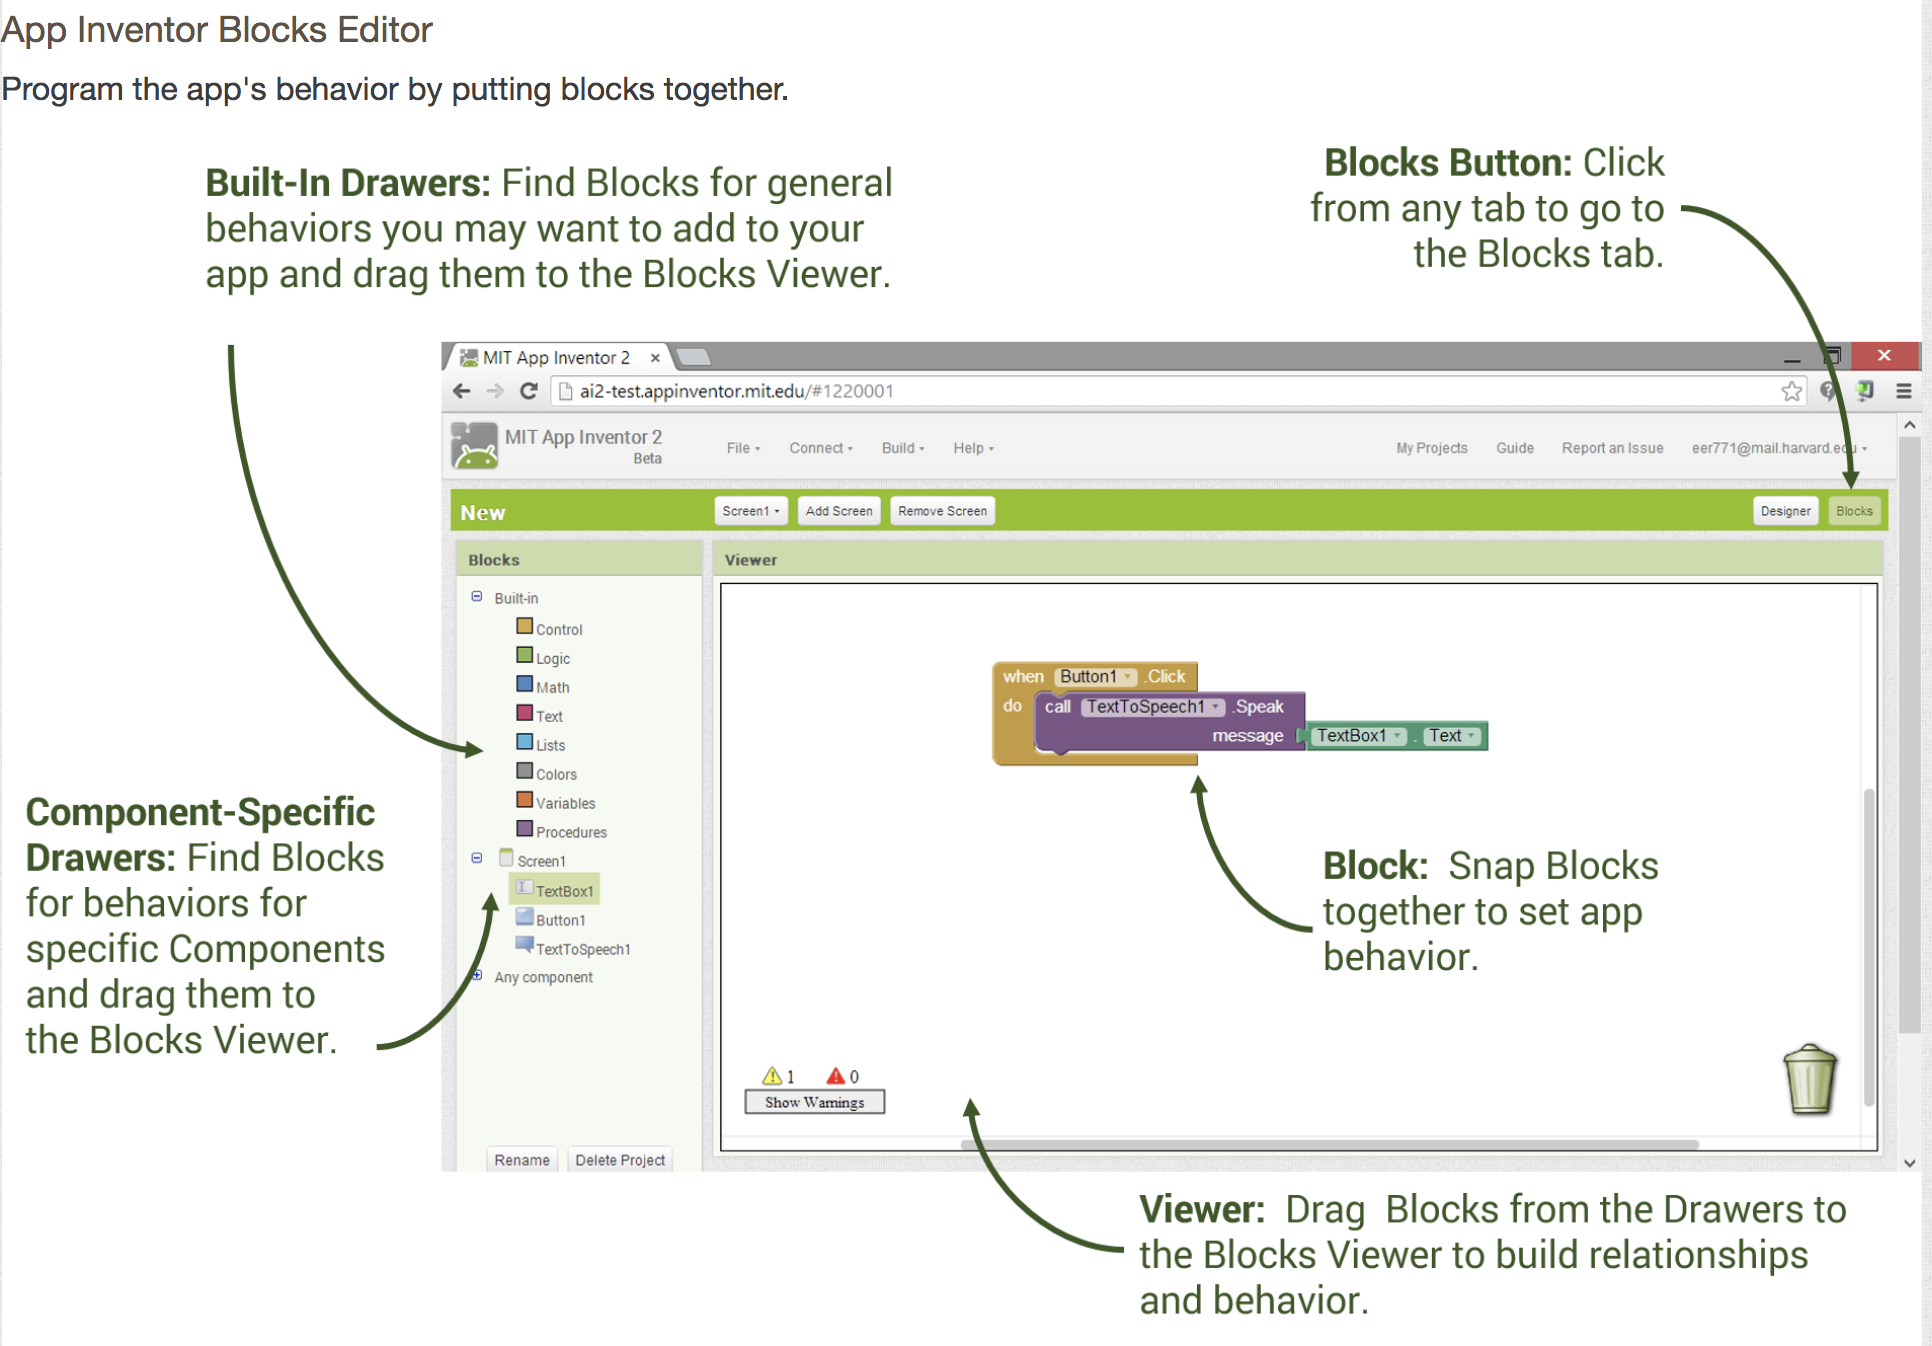 App Inventor Blocks Editor
Program the app's behavior by putting blocks together.
Built-In Drawers: Find Blocks for general
behaviors you may want to add to your
app and drag them to the Blocks Viewer.
Blocks Button: Click
from any tab to go to
the Blocks tab.
MIT App Inventor 2
ai2-test.appinventor.mit.edu/#1220001
MIT App Inventor 2
Beta
File Connect Build Help My Projects Guide Report an Issue eer771@mail.harvard.edu
New Screen1 Add Screen Remove Screen Designer Blocks
Blocks
Viewer
Built-in
Control
Logic
Math
Text
Lists
Colors
Variables
Procedures
Screen1
TextBox1
Button1
TextToSpeech1
Any component
Rename Delete Project
when Button1 .Click
do call TextToSpeech1 .Speak
message TextBox1 . Text
1 0
Show Warnings
Component-Specific
Drawers: Find Blocks
for behaviors for
specific Components
and drag them to
the Blocks Viewer.
Block: Snap Blocks
together to set app
behavior.
Viewer: Drag Blocks from the Drawers to
the Blocks Viewer to build relationships
and behavior.